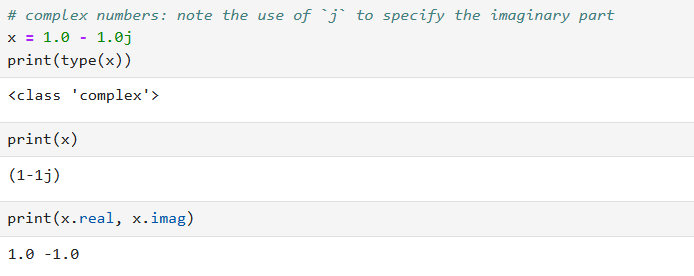 # complex numbers: note the use of `j` to specify the imaginary part
x = 1.0 - 1.0j
print(type(x))
<class 'complex'>
print(x)
(1-1j)
print(x.real, x.imag)
1.0 -1.0